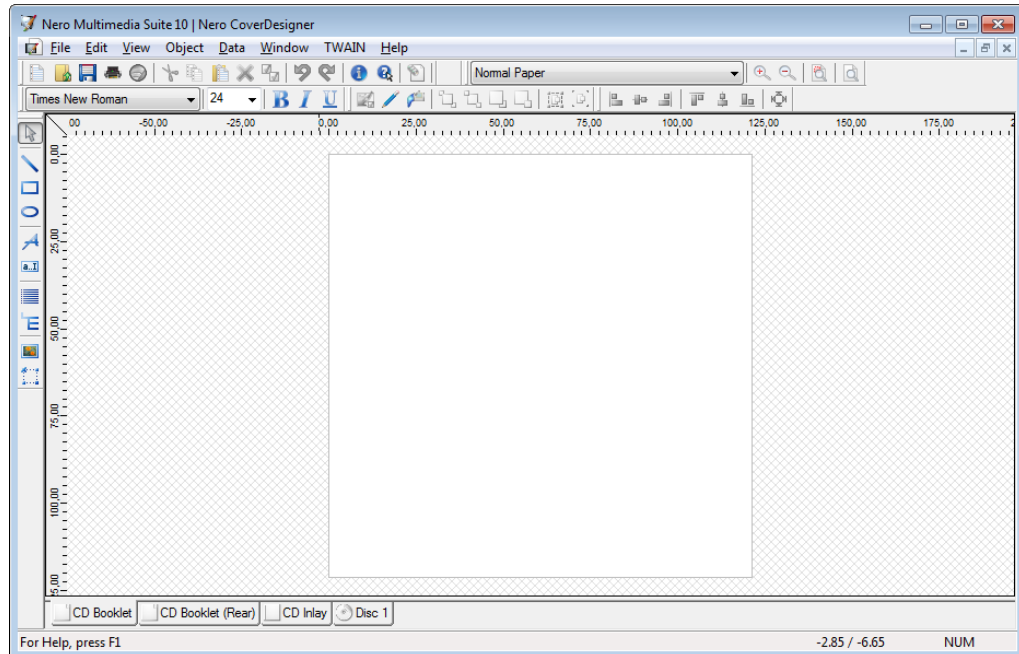 Nero Multimedia Suite 10 | Nero CoverDesigner
File Edit View Object Data Window TWAIN Help
Normal Paper
Times New Roman 24 B I U
00 -50,00 -25,00 0,00 25,00 50,00 75,00 100,00 125,00 150,00 175,00 2
0,00
25,00
a..I
50,00
75,00
100,00
25,00
CD Booklet CD Booklet (Rear) CD Inlay Disc 1
For Help, press F1 -2.85 / -6.65 NUM